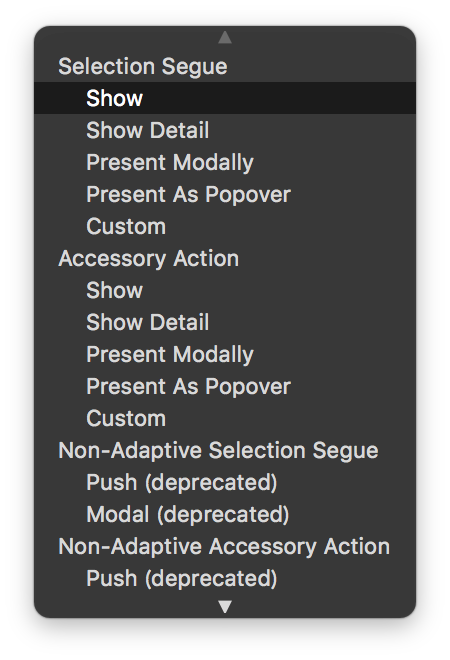 Selection Segue
Show
Show Detail
Present Modally
Present As Popover
Custom
Accessory Action
Show
Show Detail
Present Modally
Present As Popover
Custom
Non-Adaptive Selection Segue
Push (deprecated)
Modal (deprecated)
Non-Adaptive Accessory Action
Push (deprecated)